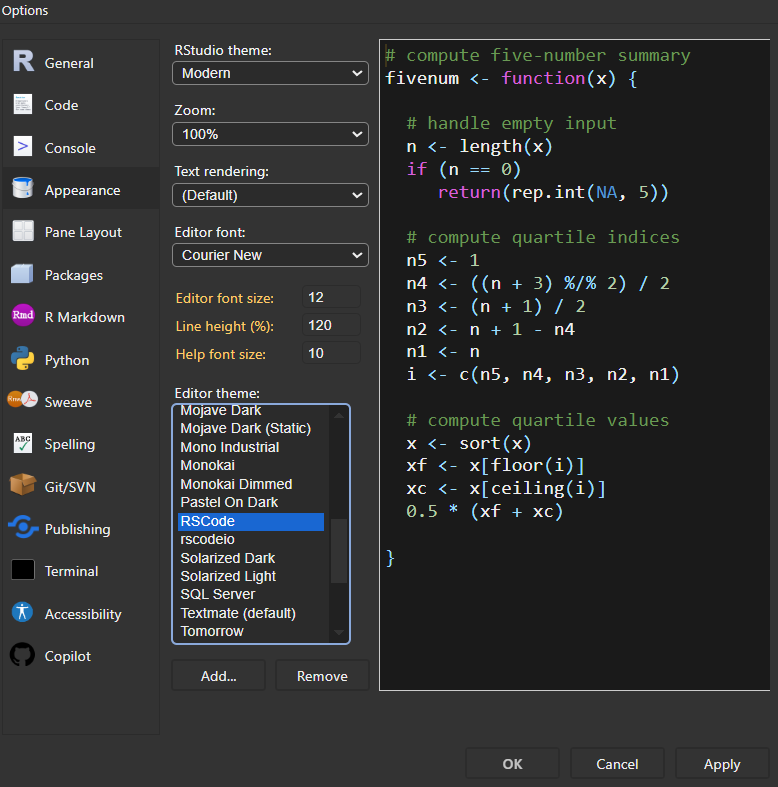 Options
General
Code
Console
Appearance
Pane Layout
Packages
Rmd R Markdown
Python
Rnw Sweave
ABC Spelling
Git/SVN
Publishing
Terminal
Accessibility
Copilot
RStudio theme:
Modern
Zoom:
100%
Text rendering:
(Default)
Editor font:
Courier New
Editor font size: 12
Line height (%): 120
Help font size: 10
Editor theme:
Mojave Dark
Mojave Dark (Static)
Mono Industrial
Monokai
Monokai Dimmed
Pastel On Dark
RSCode
rscodeio
Solarized Dark
Solarized Light
SQL Server
Textmate (default)
Tomorrow
Add... Remove
# compute five-number summary
fivenum <- function(x) {
  # handle empty input
  n <- length(x)
  if (n == 0)
     return(rep.int(NA, 5))
  # compute quartile indices
  n5 <- 1
  n4 <- ((n + 3) %/% 2) / 2
  n3 <- (n + 1) / 2
  n2 <- n + 1 - n4
  n1 <- n
  i <- c(n5, n4, n3, n2, n1)
  # compute quartile values
  x <- sort(x)
  xf <- x[floor(i)]
  xc <- x[ceiling(i)]
  0.5 * (xf + xc)
}
OK Cancel Apply